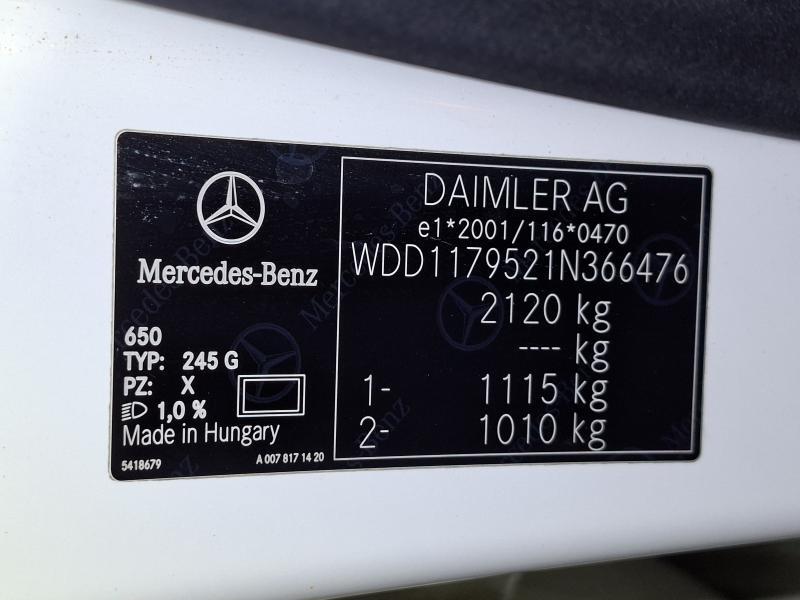 Mercedes-Benz
650
TYP: 245 G
PZ: X
1,0 %
Made in Hungary
5418679
A 007 817 14 20
DAIMLER AG
e1*2001/116*0470
WDD1179521N366476
2120 kg
---- kg
1- 1115 kg
2- 1010 kg